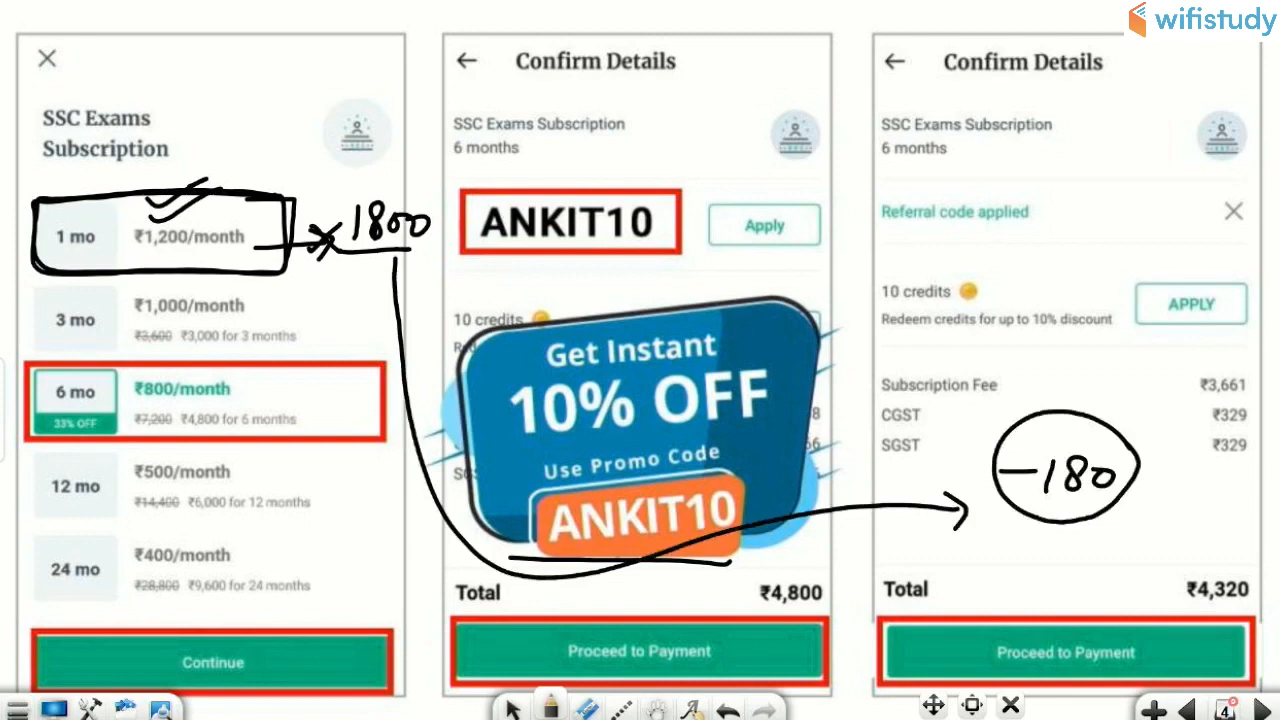 wifistudy
SSC Exams
Subscription
1 mo
₹1,200/month
1800
3 mo
₹1,000/month
₹3,600 ₹3,000 for 3 months
6 mo
33% OFF
₹800/month
₹7,200 ₹4,800 for 6 months
12 mo
₹500/month
₹14,400 ₹6,000 for 12 months
24 mo
₹400/month
₹28,800 ₹9,600 for 24 months
Continue
Confirm Details
SSC Exams Subscription
6 months
ANKIT10
Apply
10 credits
Get Instant
10% OFF
Use Promo Code
ANKIT10
Total
₹4,800
Proceed to Payment
Confirm Details
SSC Exams Subscription
6 months
Referral code applied
10 credits
Redeem credits for up to 10% discount
APPLY
Subscription Fee ₹3,661
CGST ₹329
SGST ₹329
-180
Total ₹4,320
Proceed to Payment
4